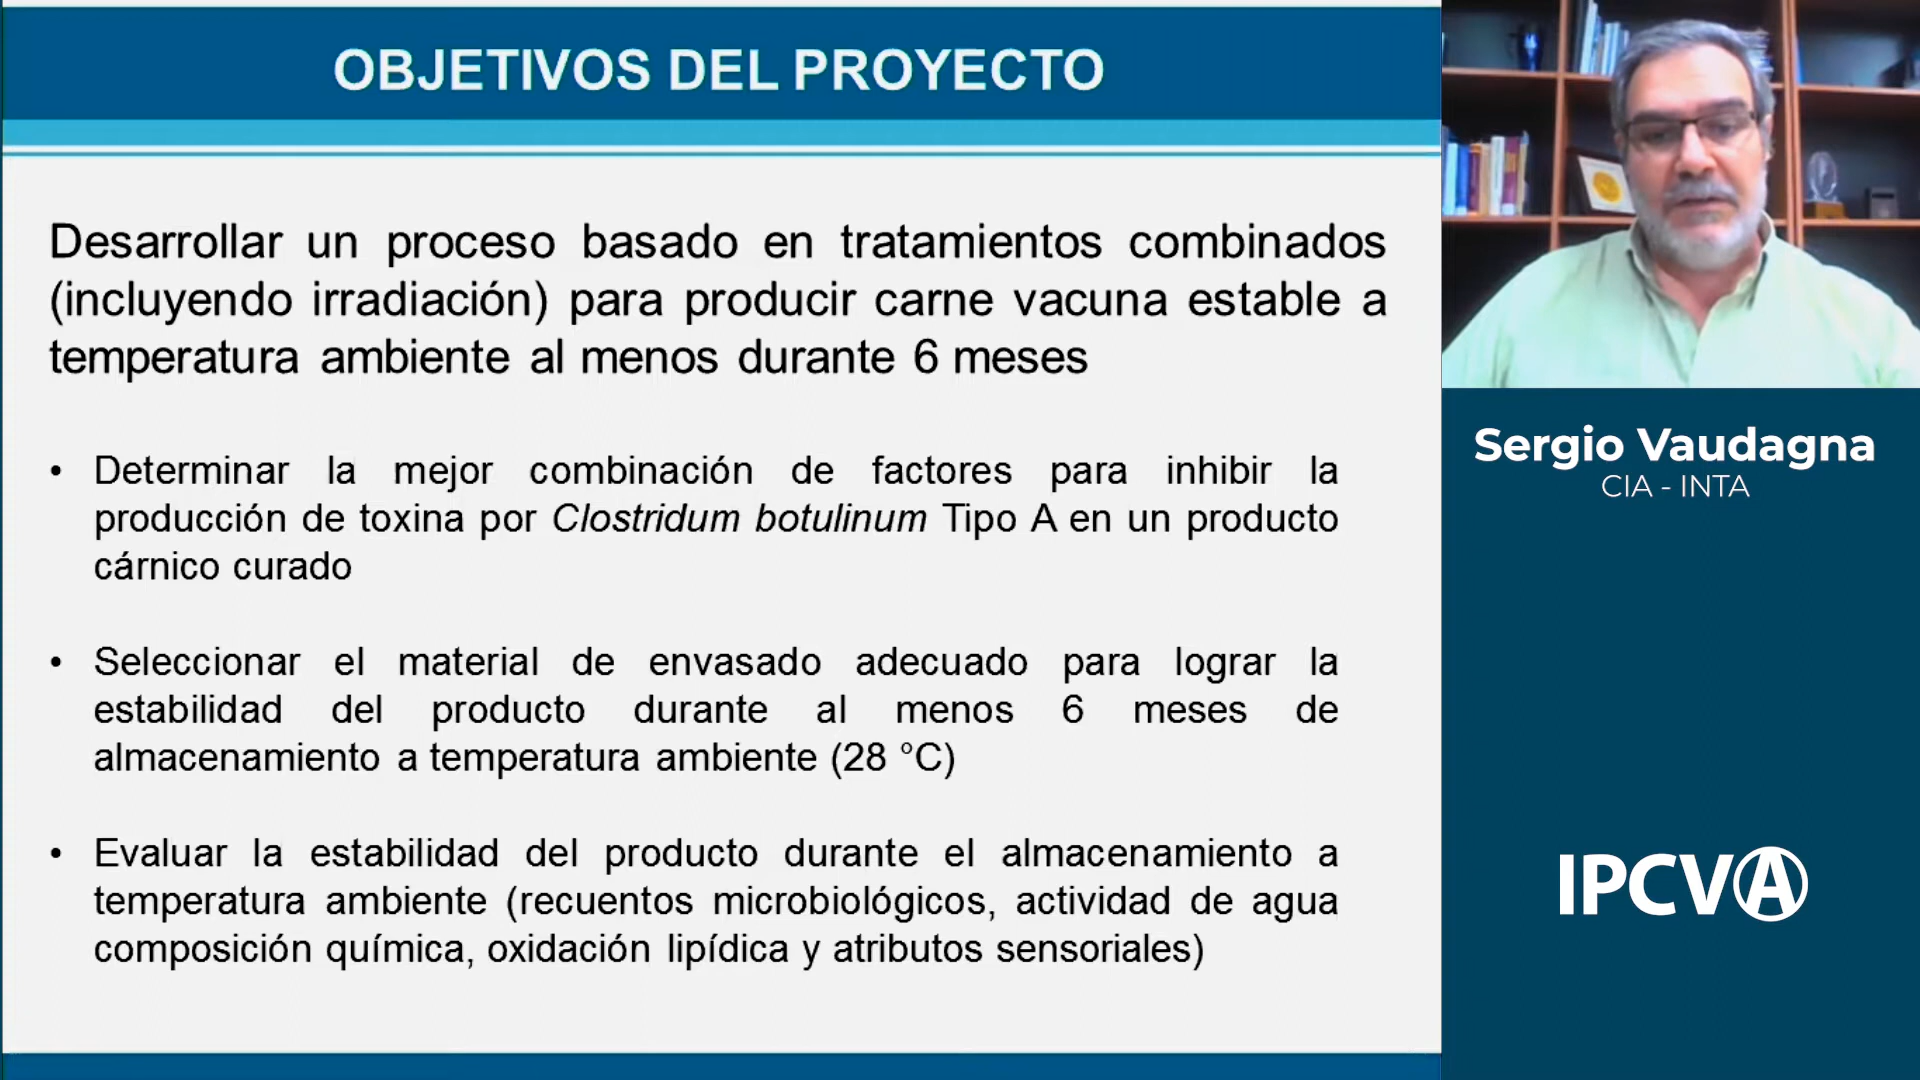 OBJETIVOS DEL PROYECTO
Desarrollar un proceso basado en tratamientos combinados
(incluyendo irradiación) para producir carne vacuna estable a
temperatura ambiente al menos durante 6 meses
• Determinar la mejor combinación de factores para inhibir la
producción de toxina por Clostridum botulinum Tipo A en un producto
cárnico curado
• Seleccionar el material de envasado adecuado para lograr la
estabilidad del producto durante al menos 6 meses de
almacenamiento a temperatura ambiente (28 °C)
• Evaluar la estabilidad del producto durante el almacenamiento a
temperatura ambiente (recuentos microbiológicos, actividad de agua
composición química, oxidación lipídica y atributos sensoriales)
Sergio Vaudagna
CIA - INTA
IPCVA